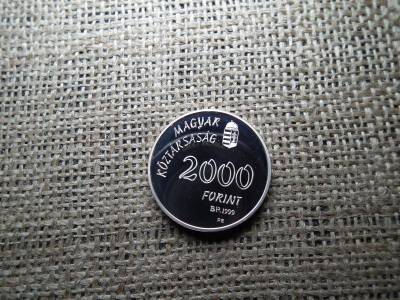 MAGYAR
KÖZTÁRSASÁG
2000
FORINT
BP.1999